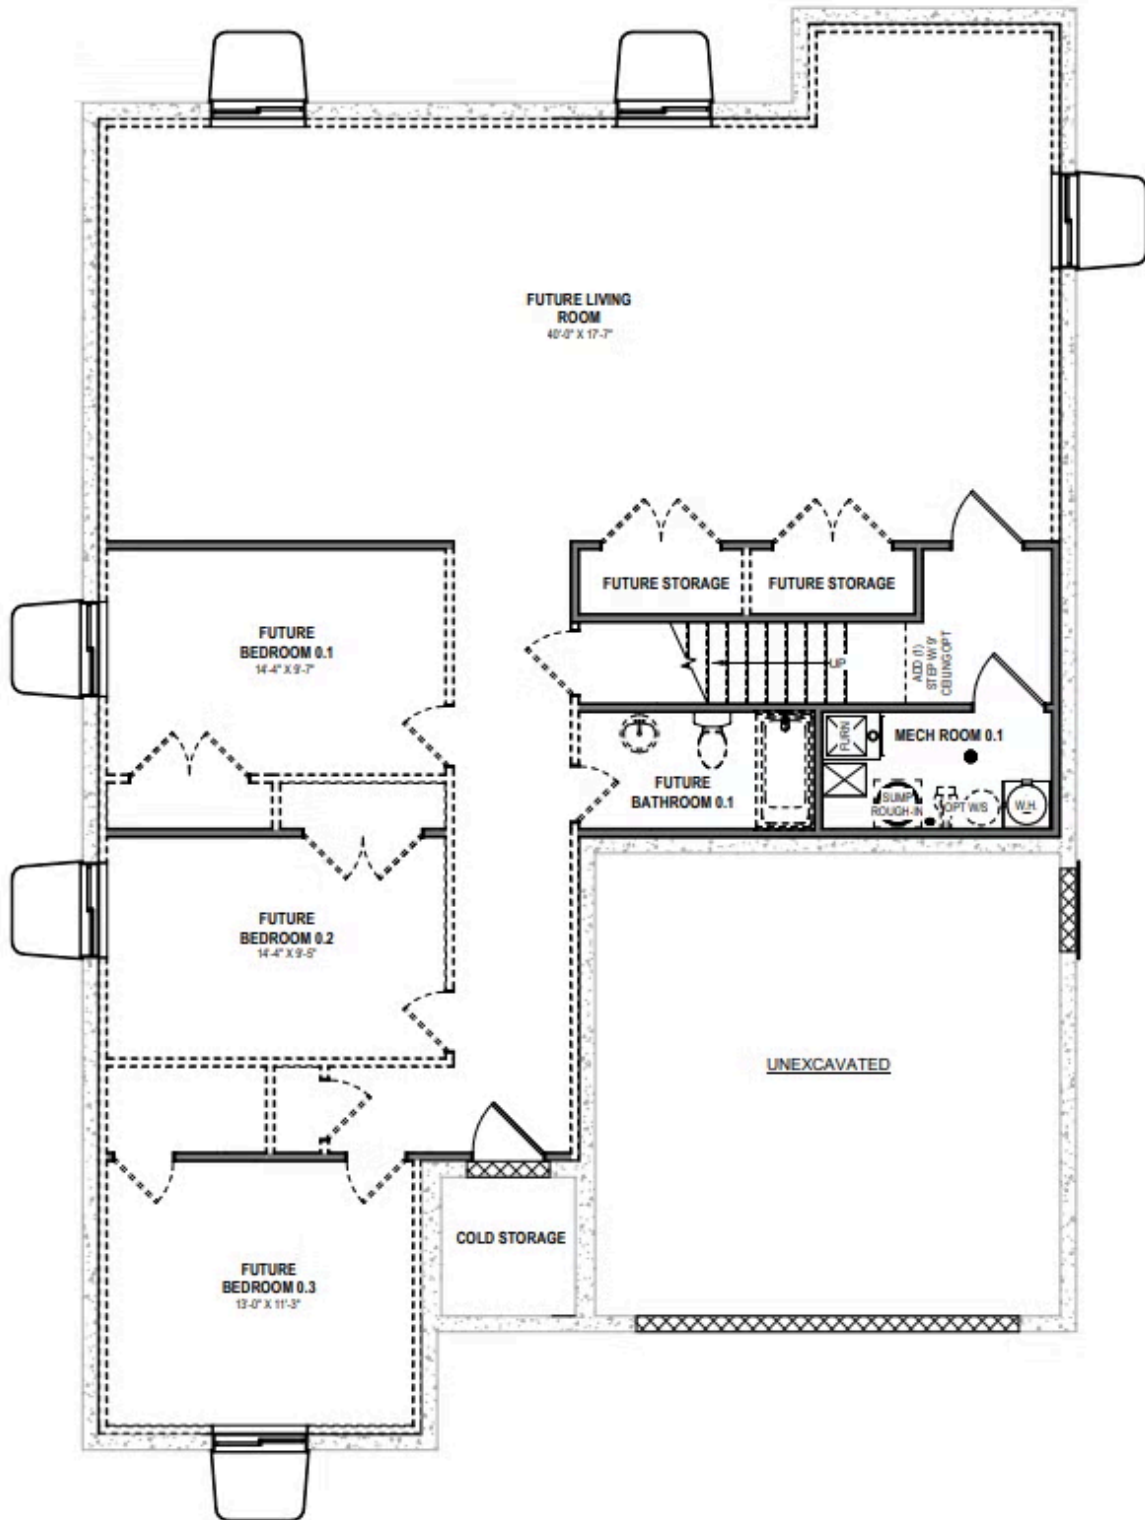 FUTURE LIVING
ROOM
40'-0" X 17'-7"
FUTURE STORAGE
FUTURE STORAGE
FUTURE
BEDROOM 0.1
14'-4" X 9'-7"
UP
ADD (1)
STEP W/ 9'
CEILING OPT
FURN
MECH ROOM 0.1
FUTURE
BATHROOM 0.1
SUMP
ROUGH-IN
OPT W/S
W.H.
FUTURE
BEDROOM 0.2
14'-4" X 9'-5"
UNEXCAVATED
COLD STORAGE
FUTURE
BEDROOM 0.3
13'-0" X 11'-3"